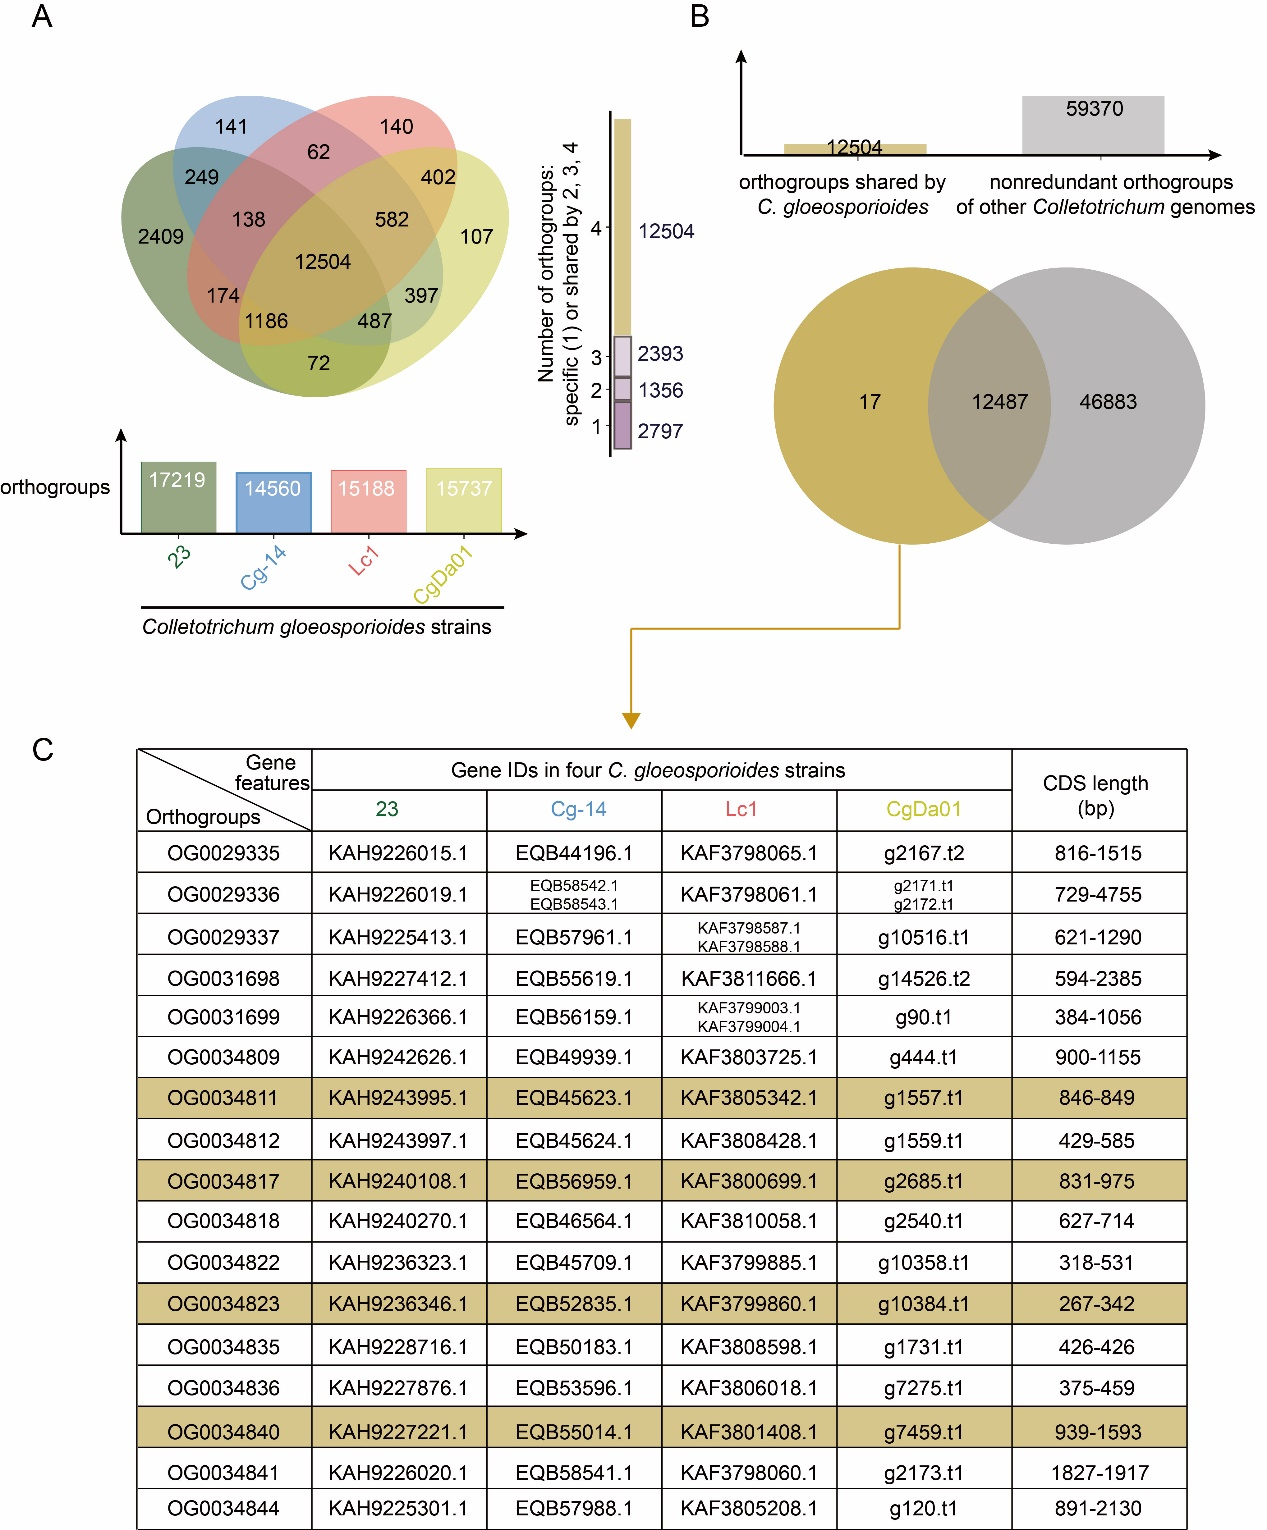 A
141
140
62
249
402
138
582
2409
107
12504
174
397
1186
487
72
Number of orthogroups:
specific (1) or shared by 2, 3, 4
4
12504
3
2393
2
1356
1
2797
orthogroups
17219
14560
15188
15737
23
Cg-14
Lc1
CgDa01
Colletotrichum gloeosporioides strains
B
12504
59370
orthogroups shared by
C. gloeosporioides
nonredundant orthogroups
of other Colletotrichum genomes
17
12487
46883
C
Gene
features
Orthogroups
Gene IDs in four C. gloeosporioides strains
CDS length
(bp)
23 Cg-14 Lc1 CgDa01
OG0029335 KAH9226015.1 EQB44196.1 KAF3798065.1 g2167.t2 816-1515
OG0029336 KAH9226019.1 EQB58542.1 EQB58543.1 KAF3798061.1 g2171.t1 g2172.t1 729-4755
OG0029337 KAH9225413.1 EQB57961.1 KAF3798587.1 KAF3798588.1 g10516.t1 621-1290
OG0031698 KAH9227412.1 EQB55619.1 KAF3811666.1 g14526.t2 594-2385
OG0031699 KAH9226366.1 EQB56159.1 KAF3799003.1 KAF3799004.1 g90.t1 384-1056
OG0034809 KAH9242626.1 EQB49939.1 KAF3803725.1 g444.t1 900-1155
OG0034811 KAH9243995.1 EQB45623.1 KAF3805342.1 g1557.t1 846-849
OG0034812 KAH9243997.1 EQB45624.1 KAF3808428.1 g1559.t1 429-585
OG0034817 KAH9240108.1 EQB56959.1 KAF3800699.1 g2685.t1 831-975
OG0034818 KAH9240270.1 EQB46564.1 KAF3810058.1 g2540.t1 627-714
OG0034822 KAH9236323.1 EQB45709.1 KAF3799885.1 g10358.t1 318-531
OG0034823 KAH9236346.1 EQB52835.1 KAF3799860.1 g10384.t1 267-342
OG0034835 KAH9228716.1 EQB50183.1 KAF3808598.1 g1731.t1 426-426
OG0034836 KAH9227876.1 EQB53596.1 KAF3806018.1 g7275.t1 375-459
OG0034840 KAH9227221.1 EQB55014.1 KAF3801408.1 g7459.t1 939-1593
OG0034841 KAH9226020.1 EQB58541.1 KAF3798060.1 g2173.t1 1827-1917
OG0034844 KAH9225301.1 EQB57988.1 KAF3805208.1 g120.t1 891-2130